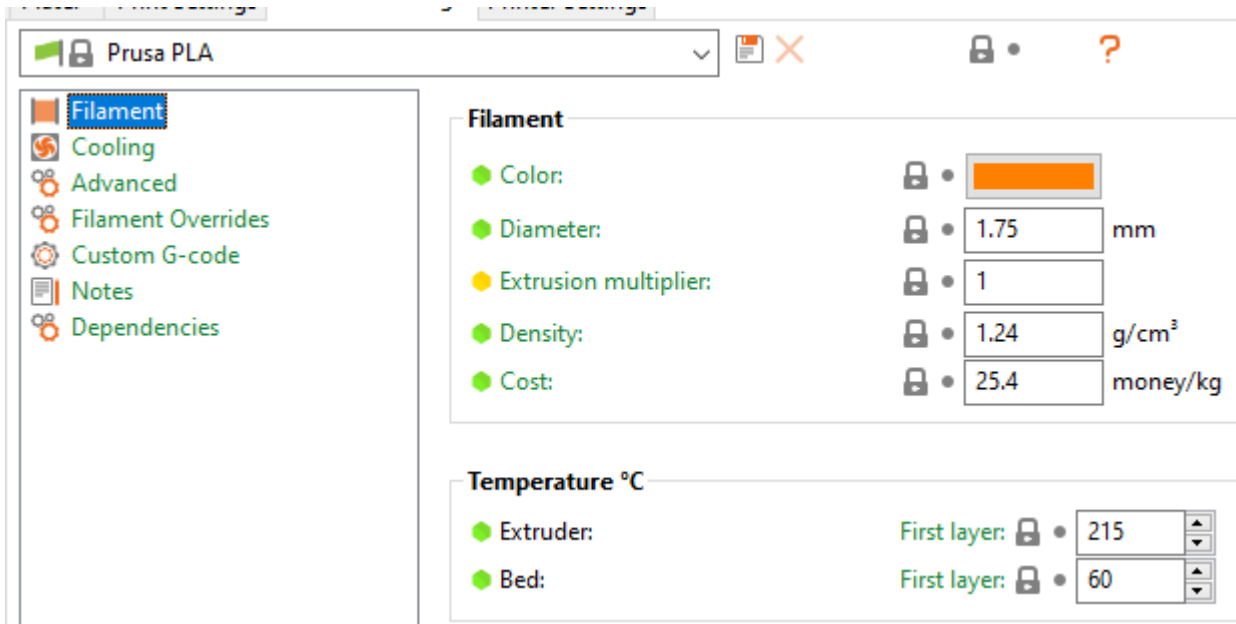 Prusa PLA
?
Filament
Cooling
Advanced
Filament Overrides
Custom G-code
Notes
Dependencies
Filament
Color:
Diameter: 1.75 mm
Extrusion multiplier: 1
Density: 1.24 g/cm³
Cost: 25.4 money/kg
Temperature °C
Extruder: First layer: 215
Bed: First layer: 60